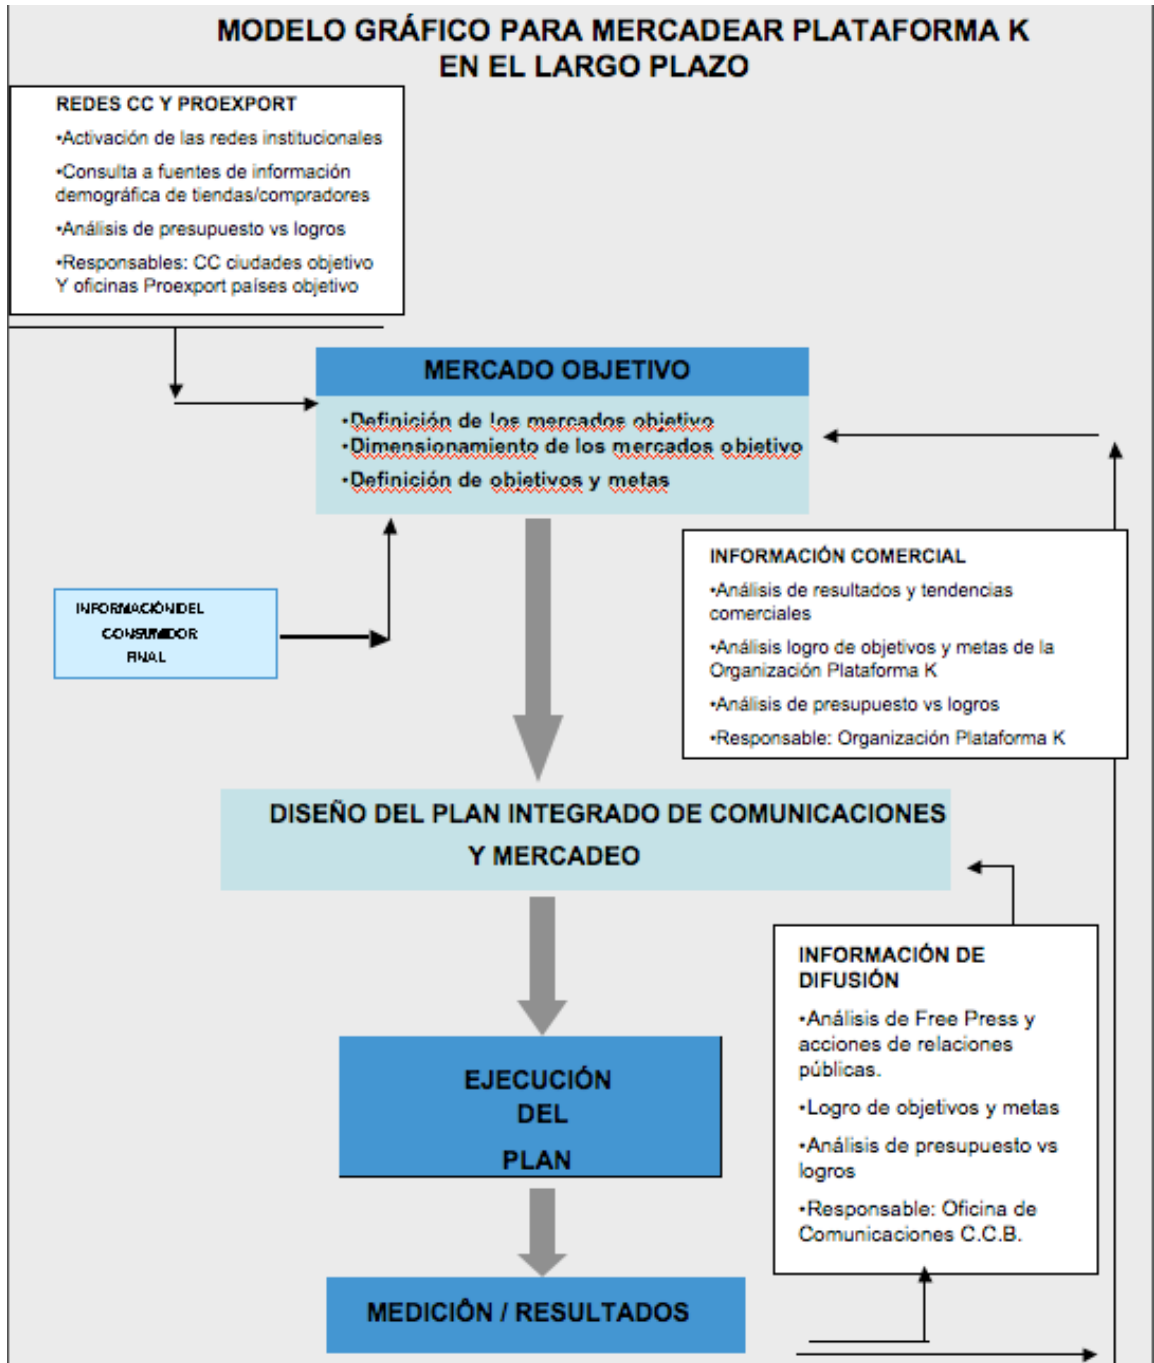 MODELO GRÁFICO PARA MERCADEAR PLATAFORMA K
EN EL LARGO PLAZO
REDES CC Y PROEXPORT
•Activación de las redes institucionales
•Consulta a fuentes de información
demográfica de tiendas/compradores
•Análisis de presupuesto vs logros
•Responsables: CC ciudades objetivo
Y oficinas Proexport países objetivo
MERCADO OBJETIVO
•Definición de los mercados objetivo
•Dimensionamiento de los mercados objetivo
•Definición de objetivos y metas
INFORMACIÓN DEL
CONSUMIDOR
FINAL
INFORMACIÓN COMERCIAL
•Análisis de resultados y tendencias
comerciales
•Análisis logro de objetivos y metas de la
Organización Plataforma K
•Análisis de presupuesto vs logros
•Responsable: Organización Plataforma K
DISEÑO DEL PLAN INTEGRADO DE COMUNICACIONES
Y MERCADEO
INFORMACIÓN DE
DIFUSIÓN
•Análisis de Free Press y
acciones de relaciones
públicas.
•Logro de objetivos y metas
•Análisis de presupuesto vs
logros
•Responsable: Oficina de
Comunicaciones C.C.B.
EJECUCIÓN
DEL
PLAN
MEDICIÔN / RESULTADOS